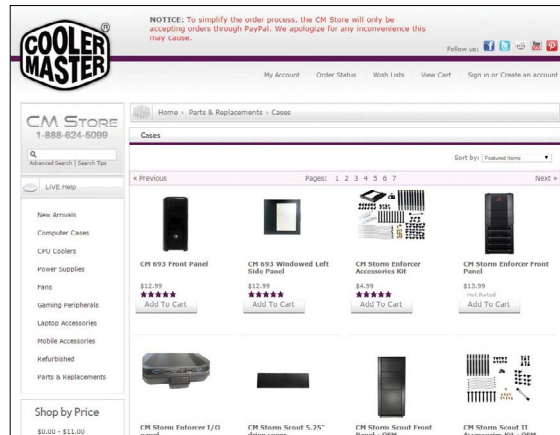 NOTICE: To simplify the order process, the CM Store will only be
accepting orders through PayPal. We apologize for any inconvenience this
may cause.
COOLER
MASTER
®
Follow us:
My Account Order Status Wish Lists View Cart Sign in or Create an account
CM STORE
1-888-624-5099
Advanced Search | Search Tips
LIVE Help
New Arrivals
Computer Cases
CPU Coolers
Power Supplies
Fans
Gaming Peripherals
Laptop Accessories
Mobile Accessories
Refurbished
Parts & Replacements
Shop by Price
$0.00 - $11.00
Home › Parts & Replacements › Cases
Cases
Sort by: Featured Items
« Previous Pages: 1 2 3 4 5 6 7 Next »
CM 693 Front Panel
$12.99
Add To Cart
CM 693 Windowed Left
Side Panel
$12.99
Add To Cart
CM Storm Enforcer
Accessories Kit
$4.99
Add To Cart
CM Storm Enforcer Front
Panel
$13.99
Not Rated
Add To Cart
CM Storm Enforcer I/O
panel
CM Storm Scout 5.25"
drive cover
CM Storm Scout Front
Panel - OEM
CM Storm Scout II
Accessories Kit - OEM